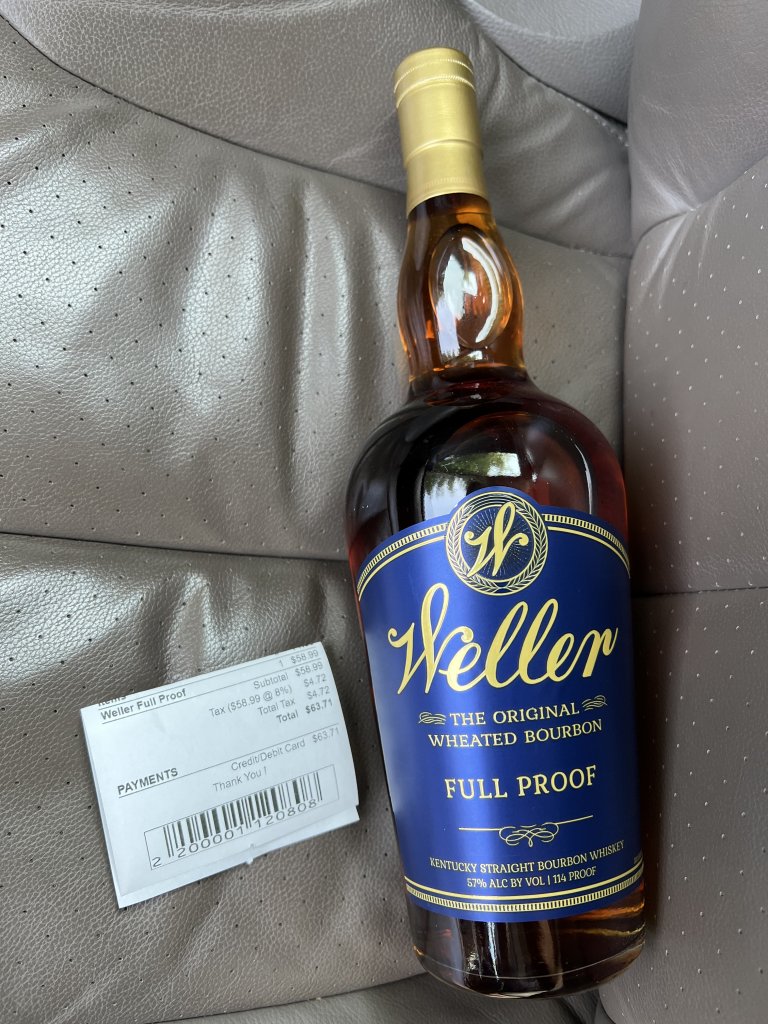 Items
Weller Full Proof 1 $58.99
Subtotal $58.99
Tax ($58.99 @ 8%) $4.72
Total Tax $4.72
Total $63.71
PAYMENTS
Credit/Debit Card $63.71
Thank You !
2 200001 120808
W
Weller
THE ORIGINAL
WHEATED BOURBON
FULL PROOF
KENTUCKY STRAIGHT BOURBON WHISKEY
57% ALC BY VOL | 114 PROOF